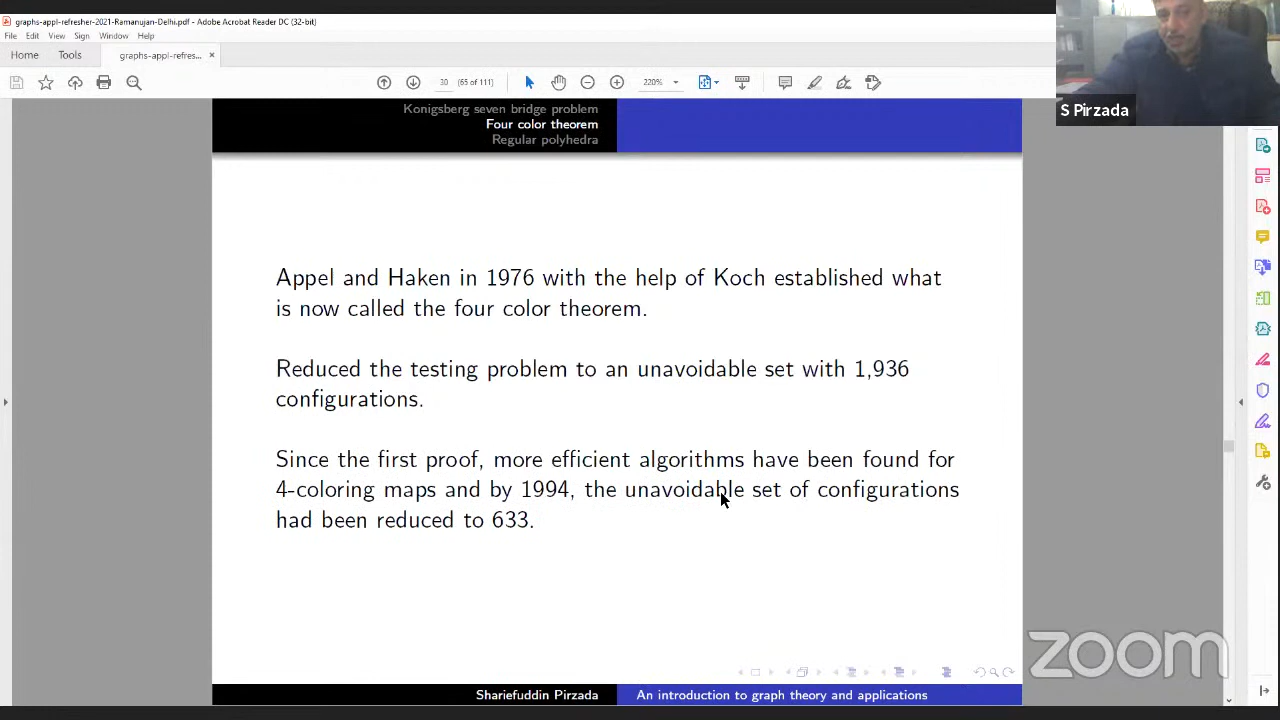 graphs-appl-refresher-2021-Ramanujan-Delhi.pdf - Adobe Acrobat Reader DC (32-bit)
File Edit View Sign Window Help
Home Tools graphs-appl-refres... ×
30 (65 of 111) 220%
S Pirzada
Konigsberg seven bridge problem
Four color theorem
Regular polyhedra
Appel and Haken in 1976 with the help of Koch established what
is now called the four color theorem.
Reduced the testing problem to an unavoidable set with 1,936
configurations.
Since the first proof, more efficient algorithms have been found for
4-coloring maps and by 1994, the unavoidable set of configurations
had been reduced to 633.
zoom
Shariefuddin Pirzada An introduction to graph theory and applications